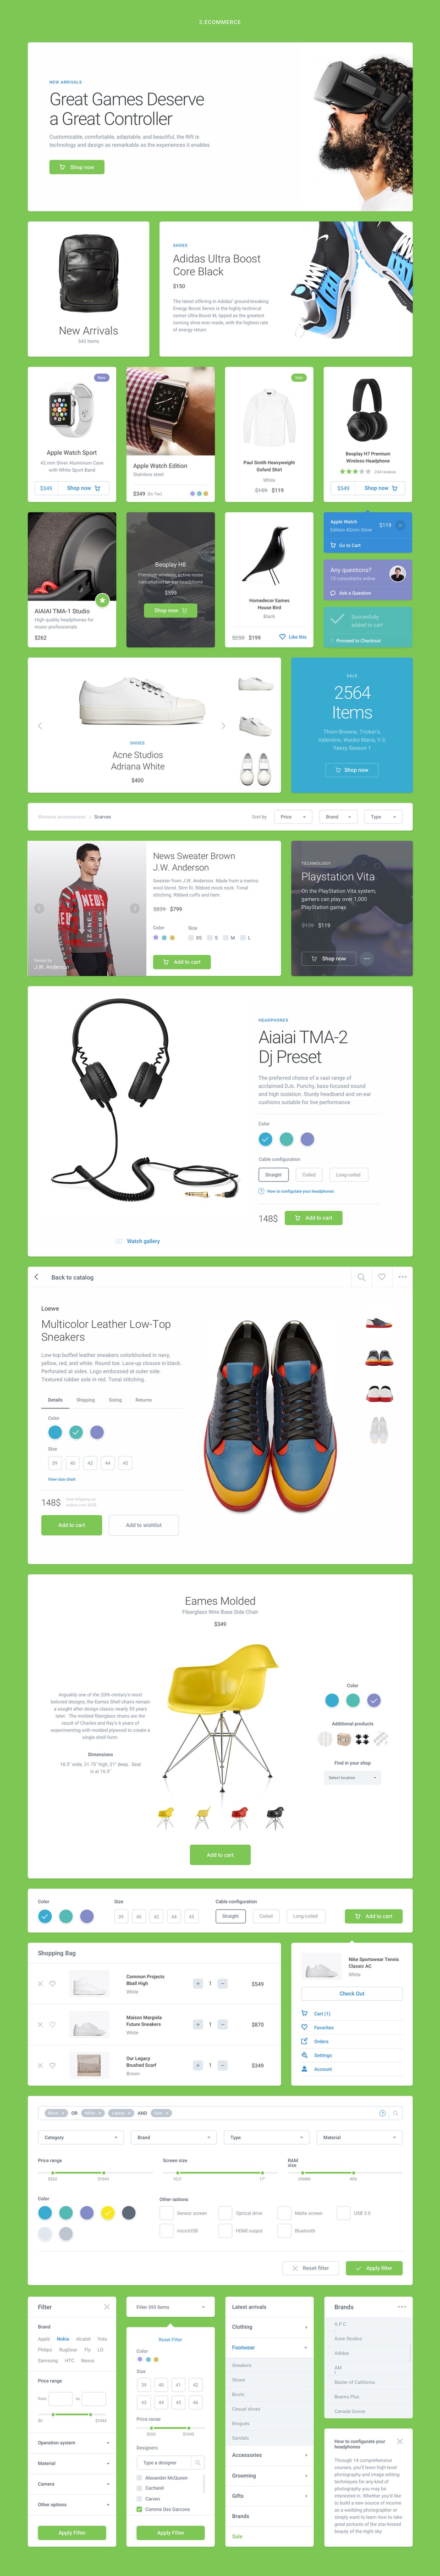 3.ECOMMERCE
NEW ARRIVALS
Great Games Deserve
a Great Controller
Customizable, comfortable, adaptable, and beautiful, the Rift is
technology and design as remarkable as the experiences it enables
Shop now
New Arrivals
543 items
SHOES
Adidas Ultra Boost
Core Black
$150
The latest offering in Adidas' ground-breaking
Energy Boost Series is the highly technical
runner Ultra Boost M, tipped as the greatest
running shoe ever made, with the highest rate
of energy return
New
Apple Watch Sport
42 mm Silver Aluminium Case
with White Sport Band
$349
Shop now
Apple Watch Edition
Stainless steel
$349 (Ex Tax)
Sale
Paul Smith Heavyweight
Oxford Shirt
White
$159 $119
Beoplay H7 Premium
Wireless Headphone
234 reviews
$349
Shop now
AIAIAI TMA-1 Studio
High quality headphones for
music professionals
$262
Beoplay H8
Premium wireless, active noise
cancellation on-ear headphone
$599
Shop now
Homedecor Eames
House Bird
Black
$250 $199
Like this
Apple Watch
Edition 42mm Silver
$119
Go to Cart
Any questions?
15 consultants online
Ask a Question
Successfully
added to cart
Proceed to Checkout
SHOES
Acne Studios
Adriana White
$400
SALE
2564
Items
Thom Browne, Tricker's,
Valentino, Wacko Maria, Y-3,
Yeezy Season 1
Shop now
Womens accessories
Scarves
Sort by
Price
Brand
Type
Design by
J.W. Anderson
News Sweater Brown
J.W. Anderson
Sweater from J.W. Anderson. Made from a merino
wool blend. Slim fit. Ribbed mock neck. Tonal
stitching. Ribbed cuffs and hem.
$839 $799
Color
Size
XS
S
M
L
Add to cart
TECHNOLOGY
Playstation Vita
On the PlayStation Vita system,
gamers can play over 1,000
PlayStation games
$159 $119
Shop now
HEADPHONES
Aiaiai TMA-2
Dj Preset
The preferred choice of a vast range of
acclaimed DJs. Punchy, base-focused sound
and high isolation. Sturdy headband and on-ear
cushions suitable for live performance
Color
Cable configuration
Straight
Coiled
Long-coiled
How to configutate your headphones
148$
Add to cart
Watch gallery
Back to catalog
Loewe
Multicolor Leather Low-Top
Sneakers
Low-top buffed leather sneakers colorblocked in navy,
yellow, red, and white. Round toe. Lace-up closure in black.
Perforated at sides. Logo embossed at outer side.
Textured rubber sole in red. Tonal stitching.
Details
Shipping
Sizing
Returns
Color
Size
39
40
42
44
45
View size chart
148$
Free shipping on
Add to cart
Add to wishlist
Eames Molded
Fiberglass Wire Base Side Chair
$349
Arguably one of the 20th century's most
beloved designs, the Eames Shell chairs remain
a sought after design classic nearly 50 years
later. The molded fiberglass chairs are the
result of Charles and Ray's 6 years of
experimenting with molded plywood to create a
single shell form.
Dimensions
18.5" wide, 31.75" high, 21" deep. Seat
is at 16.5"
Color
Additional products
Find in your shop
Select location
Add to cart
Color
Size
39
40
42
44
45
Cable configuration
Straight
Coiled
Long-coiled
Add to cart
Shopping Bag
Common Projects
Bball High
White
1
$549
Maison Margiela
Future Sneakers
White
1
$870
Our Legacy
Brushed Scarf
Brown
1
$349
Nike Sportswear Tennis
Classic AC
White
Check Out
Cart (1)
Favorites
Orders
Settings
Account
OR
AND
Category
Brand
Type
Material
Price range
$262
$1040
Screen size
10.5"
17"
RAM
size
256Mb
4Gb
Color
Other options
Sensor screen
Optical drive
Matte screen
USB 3.0
microUSB
HDMI output
Bluetooth
Reset filter
Apply filter
Filter
Brand
Apple Nokia Alcatel Yota
Philips RugGear Fly LG
Samsung HTC Nexus
Price range
from
to
$0
$1040
Operation system
Material
Camera
Other options
Apply Filter
Filter 393 items
Reset Filter
Color
Size
39
40
41
42
43
44
45
46
Price range
$262
$1040
Designers
Type a designer
Alexander McQueen
Cacharel
Carven
Comme Des Garcons
Apply Filter
Latest arrivals
Clothing
Footwear
Sneakers
Shoes
Boots
Casual shoes
Brogues
Sandals
Accessories
Grooming
Gifts
Brands
Sale
Brands
A.P.C
Acne Studios
Adidas
AM
Baxter of California
Beams Plus
Canada Goose
How to configurate your
headphones
Through 14 comprehensive
courses, you'll learn high-level
photography and image editing
techniques for any kind of
photography you may be
interested in. Whether you'd like
to build a new source of income
as a wedding photographer or
simply want to learn how to take
great pictures of the star-kissed
beauty of the night sky.